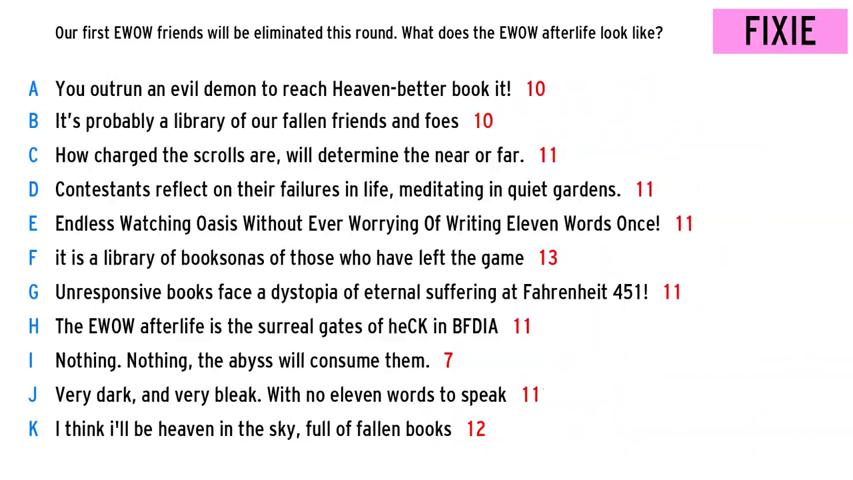 Our first EWOW friends will be eliminated this round. What does the EWOW afterlife look like?
FIXIE
A You outrun an evil demon to reach Heaven-better book it! 10
B It's probably a library of our fallen friends and foes 10
C How charged the scrolls are, will determine the near or far. 11
D Contestants reflect on their failures in life, meditating in quiet gardens. 11
E Endless Watching Oasis Without Ever Worrying Of Writing Eleven Words Once! 11
F it is a library of booksonas of those who have left the game 13
G Unresponsive books face a dystopia of eternal suffering at Fahrenheit 451! 11
H The EWOW afterlife is the surreal gates of heCK in BFDIA 11
I Nothing. Nothing, the abyss will consume them. 7
J Very dark, and very bleak. With no eleven words to speak 11
K I think i'll be heaven in the sky, full of fallen books 12